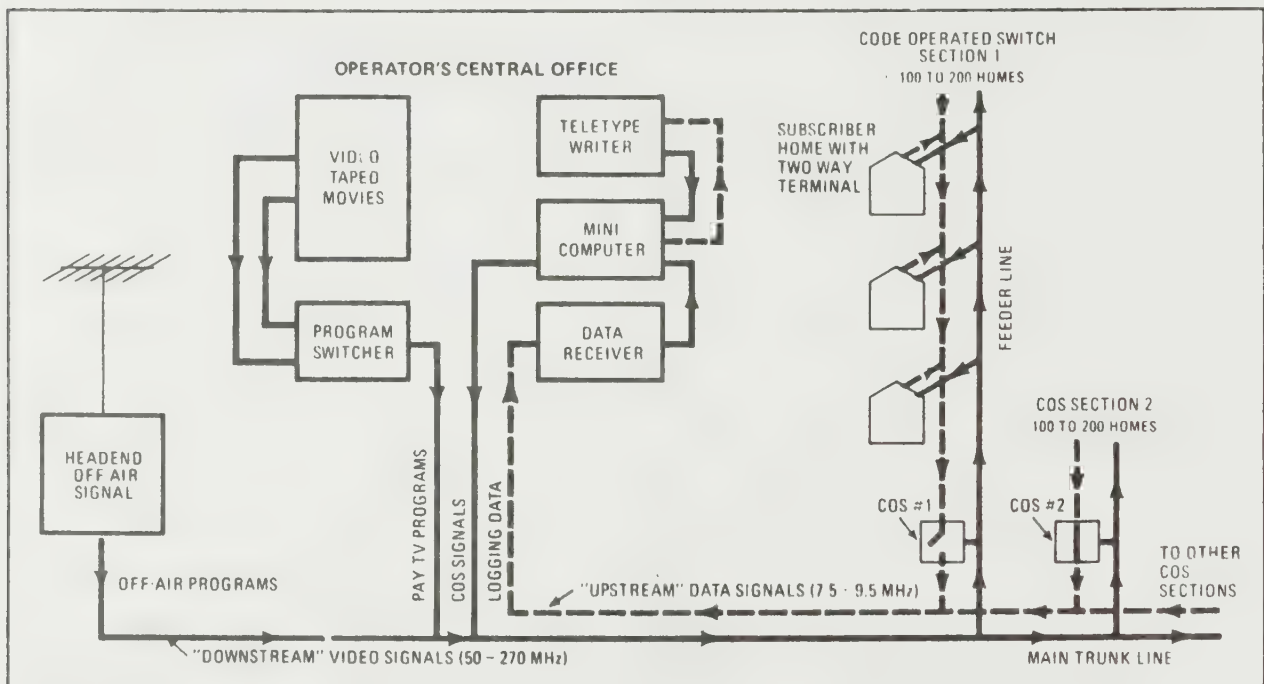 OPERATOR'S CENTRAL OFFICE
CODE OPERATED SWITCH
SECTION 1
100 TO 200 HOMES
VIDEO
TAPED
MOVIES
TELETYPE
WRITER
MINI
COMPUTER
DATA
RECEIVER
PROGRAM
SWITCHER
SUBSCRIBER
HOME WITH
TWO WAY
TERMINAL
FEEDER LINE
HEADEND
OFF AIR
SIGNAL
COS SECTION 2
100 TO 200 HOMES
PAY TV PROGRAMS
COS SIGNALS
LOGGING DATA
COS #1
COS #2
TO OTHER
COS
SECTIONS
OFF-AIR PROGRAMS
"UPSTREAM" DATA SIGNALS (7.5 - 9.5 MHz)
"DOWNSTREAM" VIDEO SIGNALS (50 - 270 MHz)
MAIN TRUNK LINE